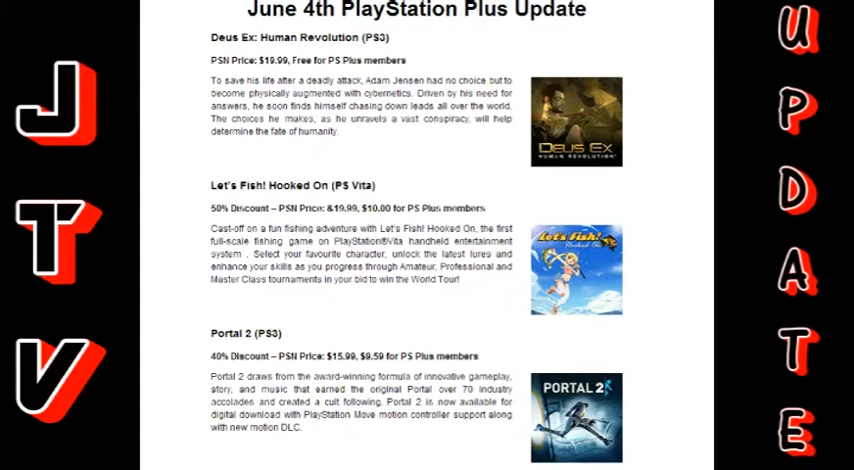 June 4th PlayStation Plus Update
Deus Ex: Human Revolution (PS3)
PSN Price: $19.99, Free for PS Plus members
To save his life after a deadly attack, Adam Jensen had no choice but to
become physically augmented with cybernetics. Driven by his need for
answers, he soon finds himself chasing down leads all over the world.
The choices he makes, as he unravels a vast conspiracy, will help
determine the fate of humanity.
DEUS EX
HUMAN REVOLUTION
Let's Fish! Hooked On (PS Vita)
50% Discount – PSN Price: &19.99, $10.00 for PS Plus members
Cast-off on a fun fishing adventure with Let's Fish! Hooked On, the first
full-scale fishing game on PlayStation®Vita handheld entertainment
system . Select your favourite character, unlock the latest lures and
enhance your skills as you progress through Amateur, Professional and
Master Class tournaments in your bid to win the World Tour!
Let's Fish!
Hooked On
Portal 2 (PS3)
40% Discount – PSN Price: $15.99, $9.59 for PS Plus members
Portal 2 draws from the award-winning formula of innovative gameplay,
story, and music that earned the original Portal over 70 industry
accolades and created a cult following. Portal 2 is now available for
digital download with PlayStation Move motion controller support along
with new motion DLC.
PORTAL 2
JTV
UPDATE